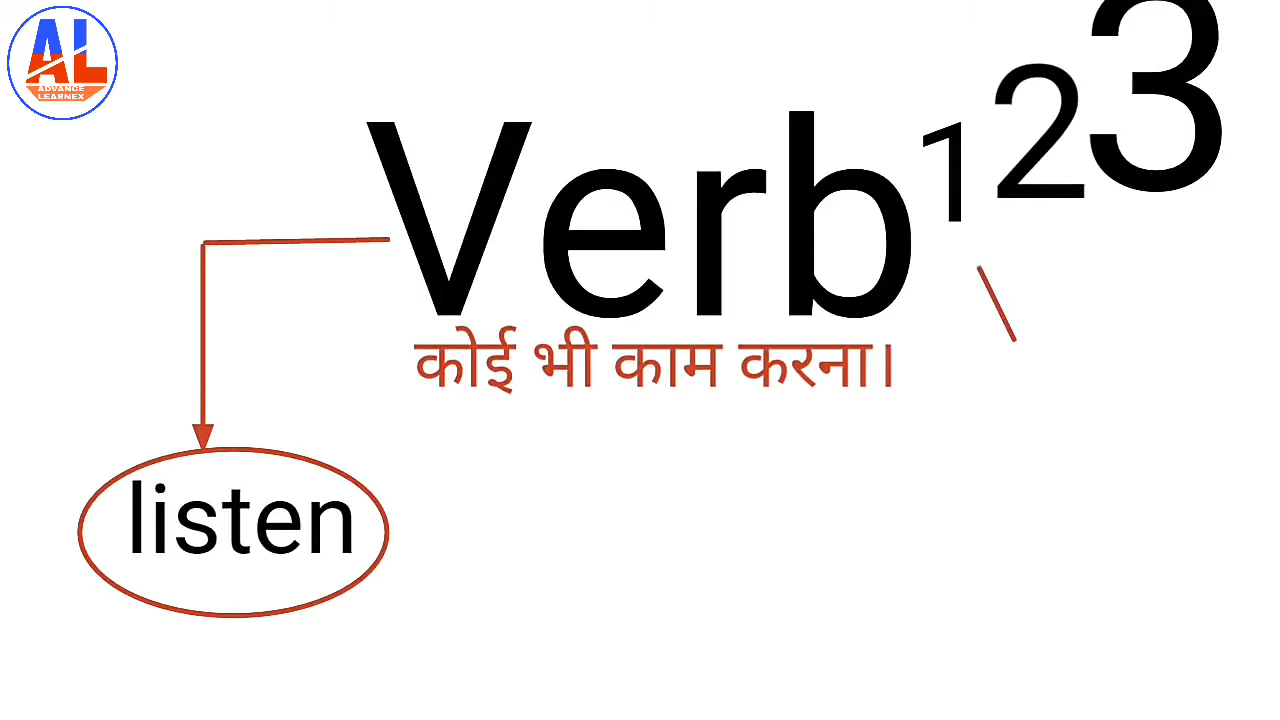 AL
ADVANCE
LEARNEX
Verb¹²3
कोई भी काम करना।
listen